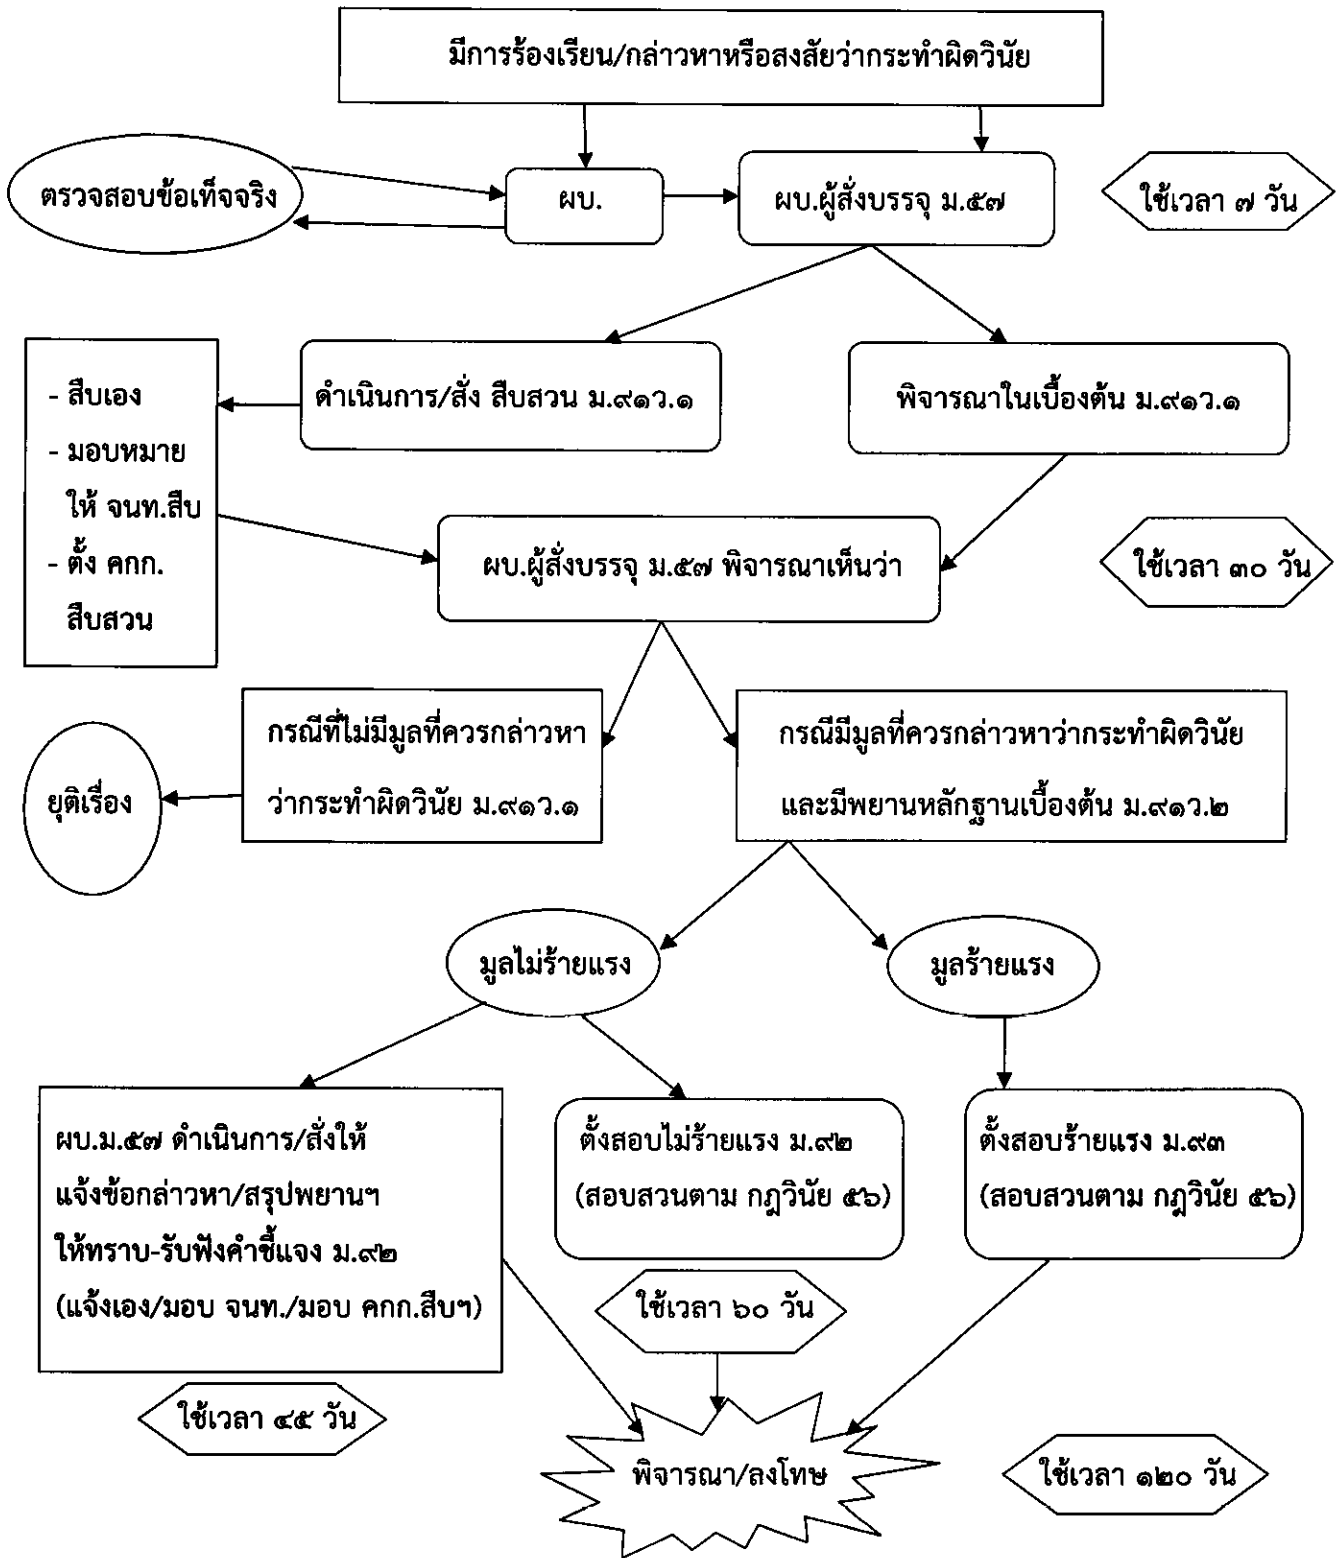 มีการร้องเรียน/กล่าวหาหรือสงสัยว่ากระทำผิดวินัย
ตรวจสอบข้อเท็จจริง
ผบ.
ผบ.ผู้สั่งบรรจุ ม.๕๗
ใช้เวลา ๗ วัน
- สืบเอง
- มอบหมาย
ให้ จนท.สืบ
- ตั้ง คกก.
สืบสวน
ดำเนินการ/สั่ง สืบสวน ม.๙๑ว.๑
พิจารณาในเบื้องต้น ม.๙๑ว.๑
ผบ.ผู้สั่งบรรจุ ม.๕๗ พิจารณาเห็นว่า
ใช้เวลา ๓๐ วัน
ยุติเรื่อง
กรณีที่ไม่มีมูลที่ควรกล่าวหา
ว่ากระทำผิดวินัย ม.๙๑ว.๑
กรณีมีมูลที่ควรกล่าวหาว่ากระทำผิดวินัย
และมีพยานหลักฐานเบื้องต้น ม.๙๑ว.๒
มูลไม่ร้ายแรง
มูลร้ายแรง
ผบ.ม.๕๗ ดำเนินการ/สั่งให้
แจ้งข้อกล่าวหา/สรุปพยานฯ
ให้ทราบ-รับฟังคำชี้แจง ม.๙๒
(แจ้งเอง/มอบ จนท./มอบ คกก.สืบฯ)
ตั้งสอบไม่ร้ายแรง ม.๙๒
(สอบสวนตาม กฎวินัย ๕๖)
ตั้งสอบร้ายแรง ม.๙๓
(สอบสวนตาม กฎวินัย ๕๖)
ใช้เวลา ๖๐ วัน
ใช้เวลา ๔๕ วัน
พิจารณา/ลงโทษ
ใช้เวลา ๑๒๐ วัน